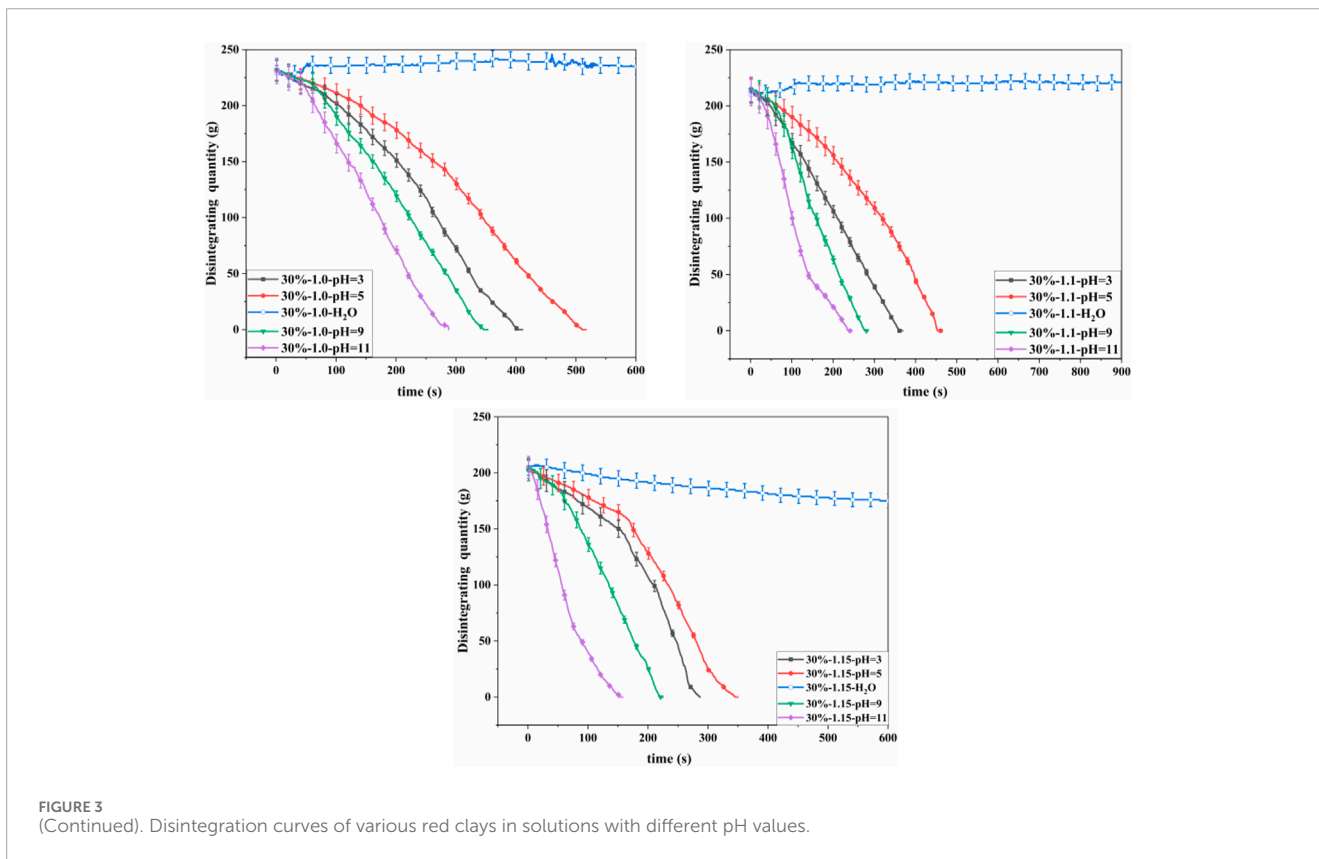 250
200
150
100
50
0
Disintegrating quantity (g)
30%-1.0-pH=3
30%-1.0-pH=5
30%-1.0-H₂O
30%-1.0-pH=9
30%-1.0-pH=11
0 100 200 300 400 500 600
time (s)
250
200
150
100
50
0
Disintegrating quantity (g)
30%-1.1-pH=3
30%-1.1-pH=5
30%-1.1-H₂O
30%-1.1-pH=9
30%-1.1-pH=11
0 100 200 300 400 500 600 700 800 900
time (s)
250
200
150
100
50
0
Disintegrating quantity (g)
30%-1.15-pH=3
30%-1.15-pH=5
30%-1.15-H₂O
30%-1.15-pH=9
30%-1.15-pH=11
0 100 200 300 400 500 600
time (s)
FIGURE 3
(Continued). Disintegration curves of various red clays in solutions with different pH values.